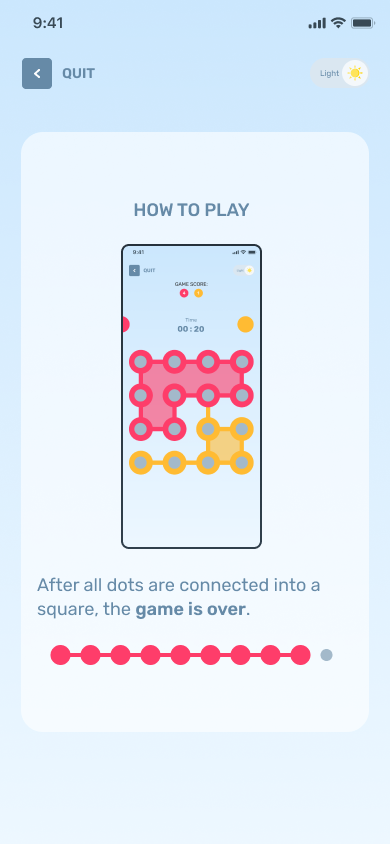 9:41
QUIT
Light
HOW TO PLAY
9:41
QUIT
GAME SCORE:
Time
00 : 20
After all dots are connected into a
square, the game is over.